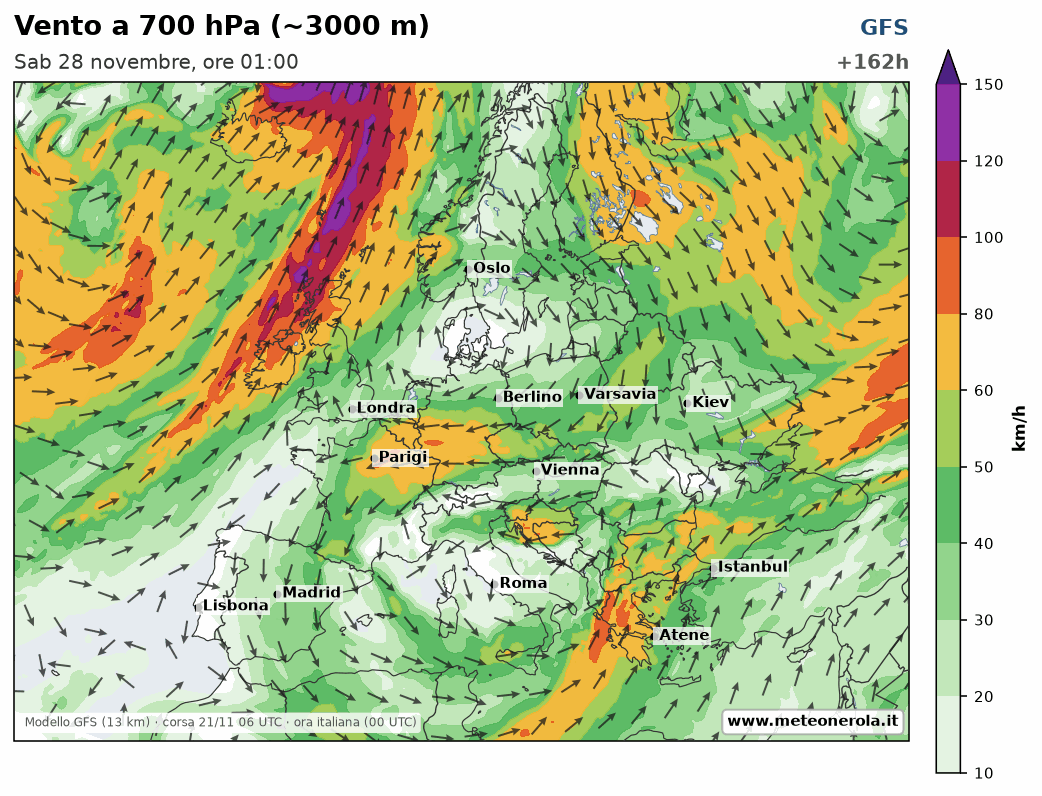 Vento a 700 hPa (~3000 m)
GFS
Sab 28 novembre, ore 01:00
+162h
150
120
100
80
60
50
40
30
20
10
km/h
Oslo
Londra
Berlino
Varsavia
Kiev
Parigi
Vienna
Roma
Istanbul
Madrid
Lisbona
Atene
Modello GFS (13 km) · corsa 21/11 06 UTC · ora italiana (00 UTC)
www.meteonerola.it